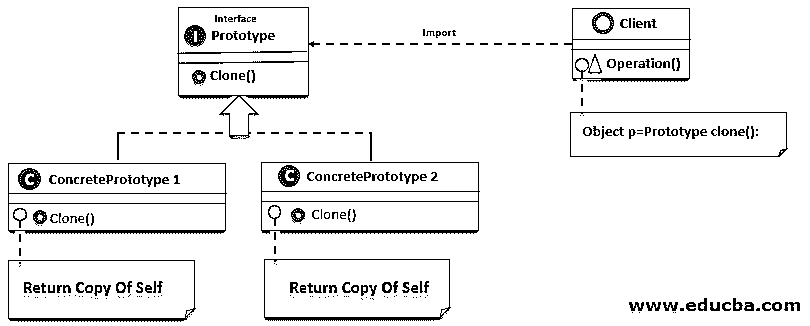 Interface
I Prototype
Clone()
Import
Client
Operation()
Object p=Prototype clone():
C ConcretePrototype 1
Clone()
Return Copy Of Self
C ConcretePrototype 2
Clone()
Return Copy Of Self
www.educba.com